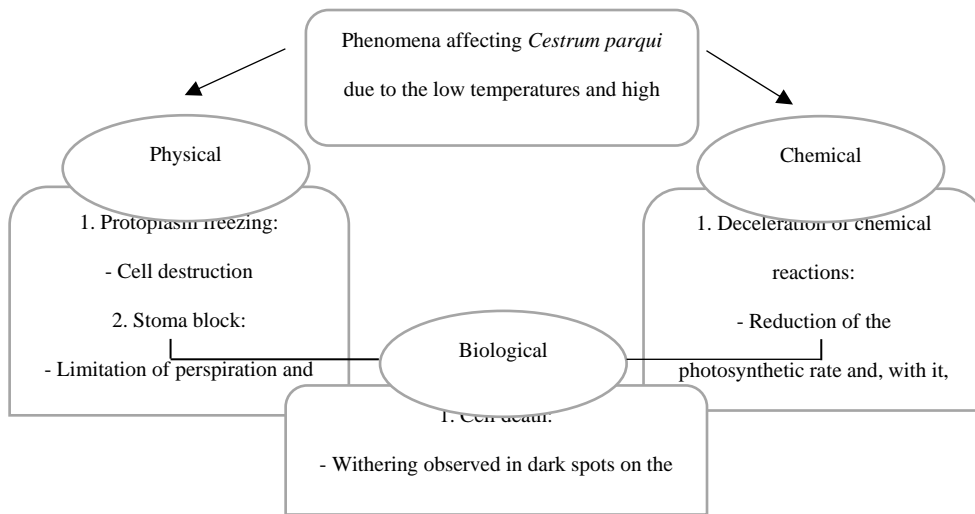 Phenomena affecting Cestrum parqui
due to the low temperatures and high
Physical
1. Protoplasm freezing:
- Cell destruction
2. Stoma block:
- Limitation of perspiration and
Chemical
1. Deceleration of chemical
reactions:
- Reduction of the
photosynthetic rate and, with it,
Biological
1. Cell death:
- Withering observed in dark spots on the